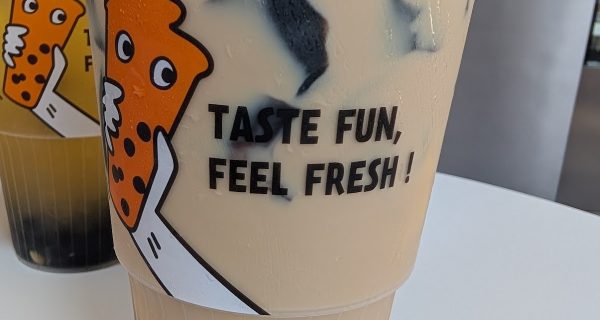 TASTE FUN,
FEEL FRESH !